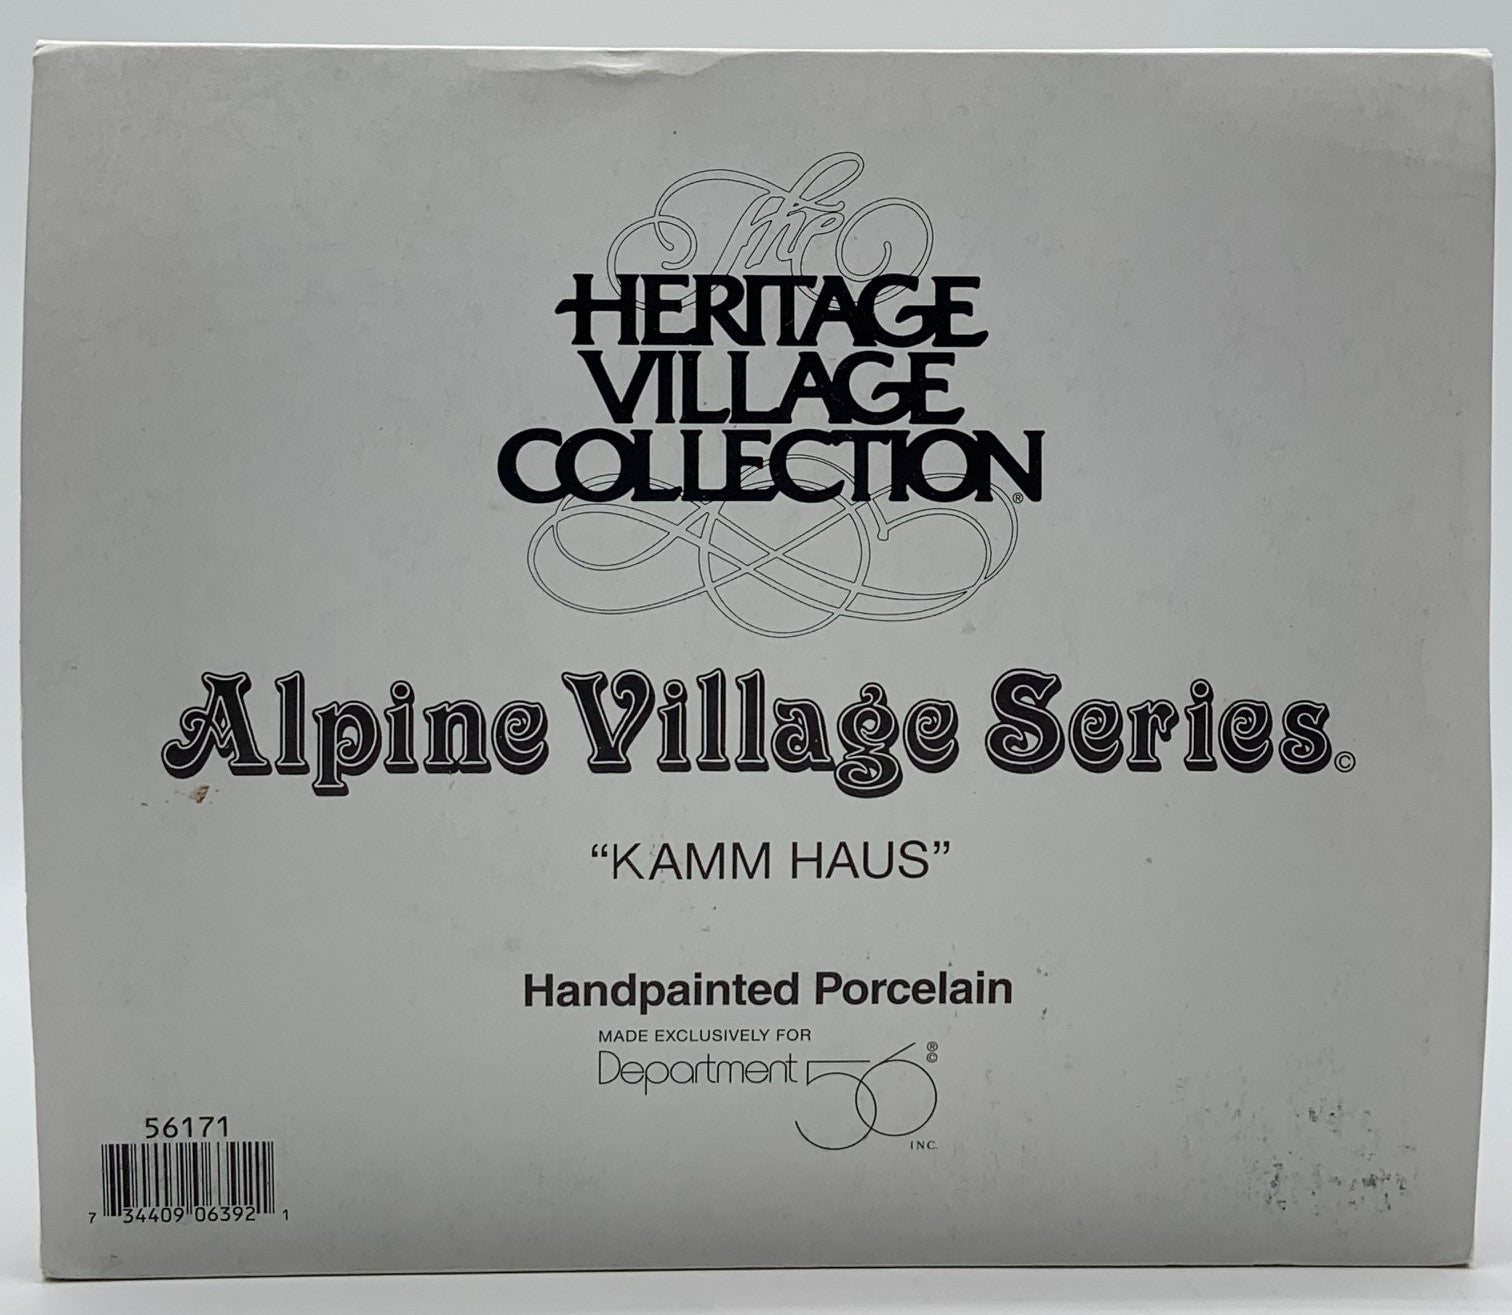 The
HERITAGE
VILLAGE
COLLECTION®
Alpine Village Series©
“KAMM HAUS”
Handpainted Porcelain
MADE EXCLUSIVELY FOR
Department 56®©
INC.
56171
7 34409 06392 1